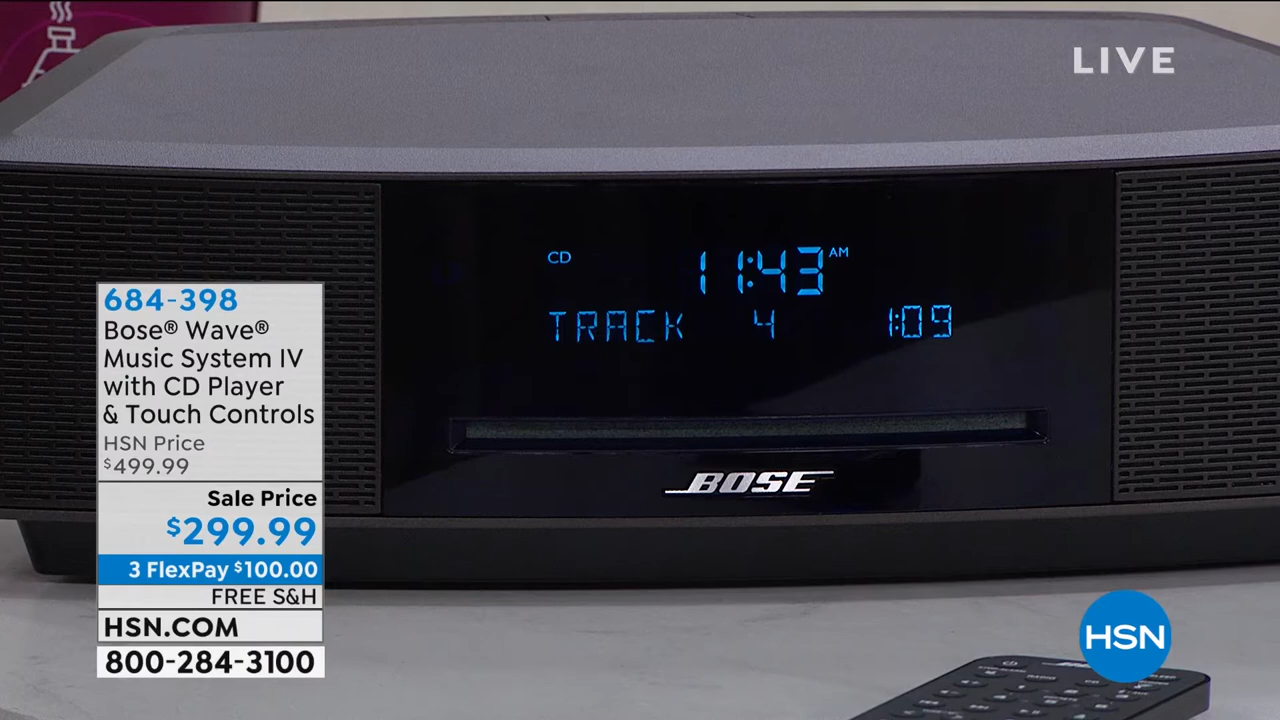 LIVE
CD 11:43 AM
TRACK 4 1:09
BOSE
684-398
Bose® Wave®
Music System IV
with CD Player
& Touch Controls
HSN Price
$499.99
Sale Price
$299.99
3 FlexPay $100.00
FREE S&H
HSN.COM
800-284-3100
HSN